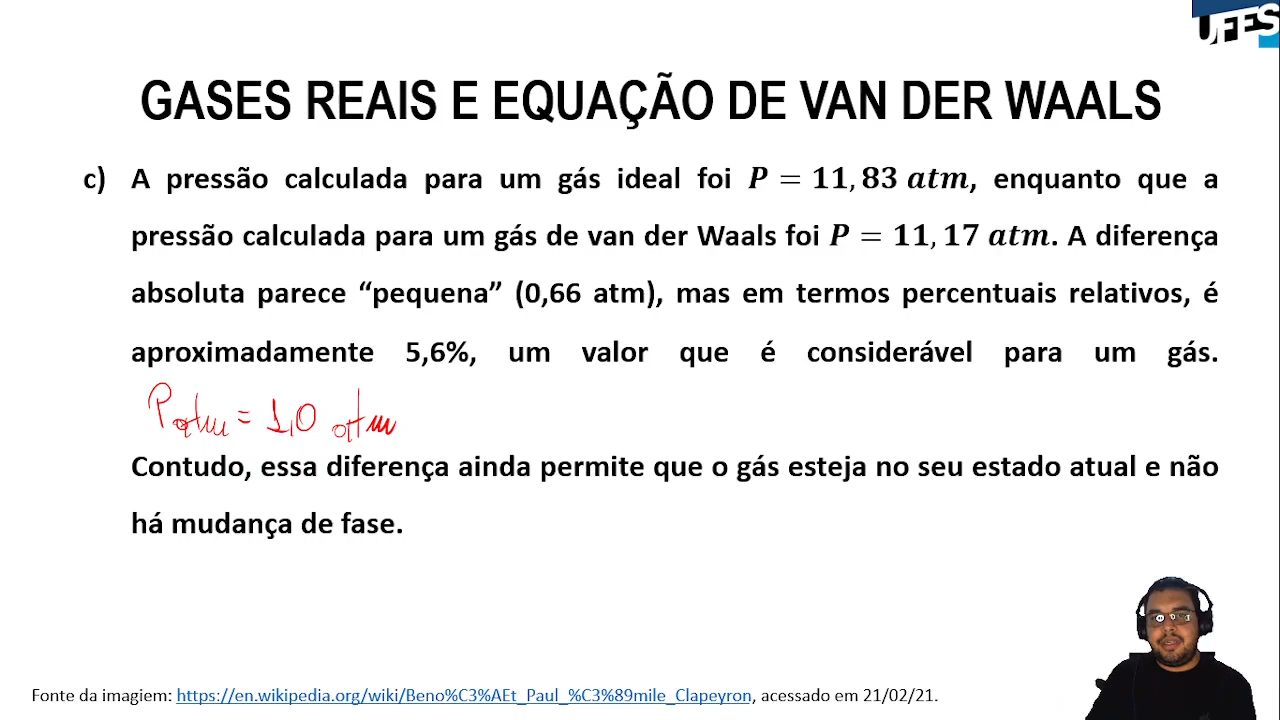 UFES
GASES REAIS E EQUAÇÃO DE VAN DER WAALS
c) A pressão calculada para um gás ideal foi P = 11,83 atm, enquanto que a
pressão calculada para um gás de van der Waals foi P = 11,17 atm. A diferença
absoluta parece “pequena” (0,66 atm), mas em termos percentuais relativos, é
aproximadamente 5,6%, um valor que é considerável para um gás.
Patm = 1,0 atm
Contudo, essa diferença ainda permite que o gás esteja no seu estado atual e não
há mudança de fase.
Fonte da imagiem: https://en.wikipedia.org/wiki/Beno%C3%AEt_Paul_%C3%89mile_Clapeyron, acessado em 21/02/21.